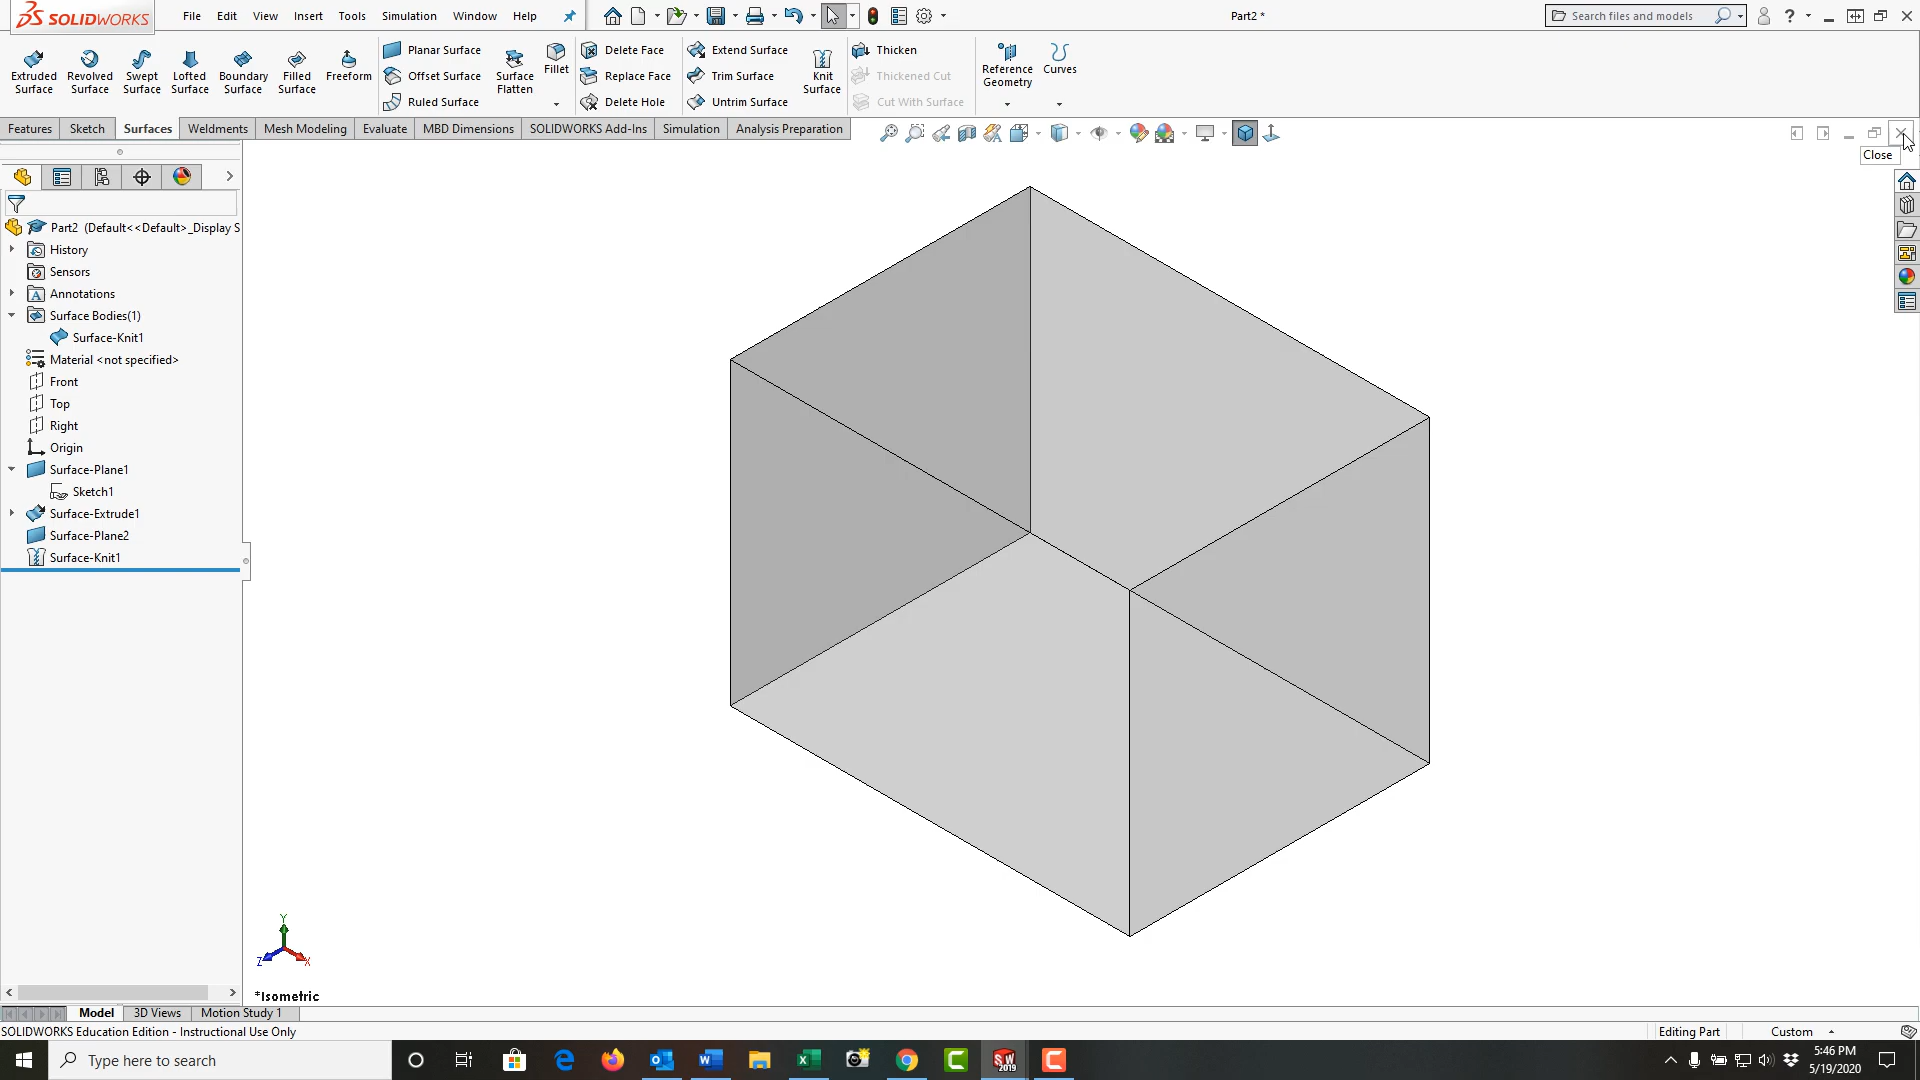 SOLIDWORKS File Edit View Insert Tools Simulation Window Help Part2 * Search files and models ?
Extruded Surface Revolved Surface Swept Surface Lofted Surface Boundary Surface Filled Surface Freeform
Planar Surface
Offset Surface
Ruled Surface
Surface Flatten
Fillet
Delete Face
Replace Face
Delete Hole
Extend Surface
Trim Surface
Untrim Surface
Knit Surface
Thicken
Thickened Cut
Cut With Surface
Reference Geometry
Curves
Features Sketch Surfaces Weldments Mesh Modeling Evaluate MBD Dimensions SOLIDWORKS Add-Ins Simulation Analysis Preparation
Close
Part2 (Default<<Default>_Display S
History
Sensors
Annotations
Surface Bodies(1)
Surface-Knit1
Material <not specified>
Front
Top
Right
Origin
Surface-Plane1
Sketch1
Surface-Extrude1
Surface-Plane2
Surface-Knit1
Y
Z X
*Isometric
Model 3D Views Motion Study 1
SOLIDWORKS Education Edition - Instructional Use Only Editing Part Custom
Type here to search
SW 2019
5:46 PM
5/19/2020